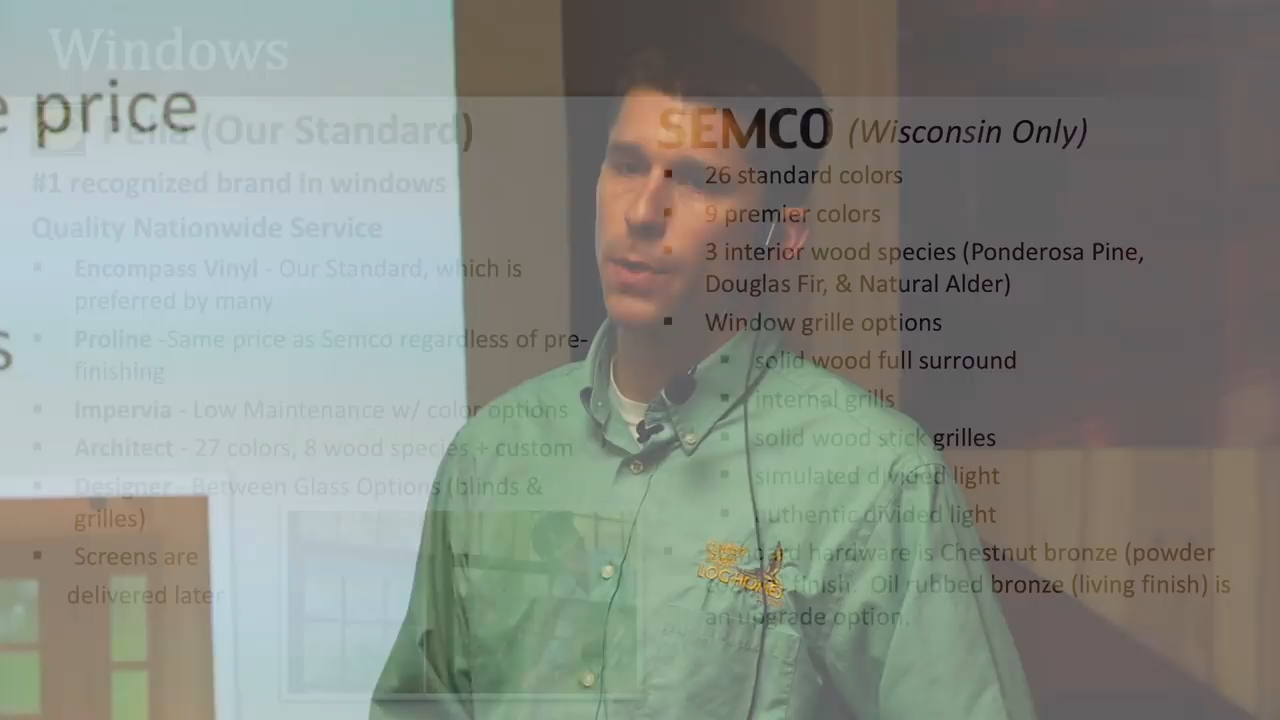 Windows
e price
s
Pella (Our Standard)
#1 recognized brand in windows
Quality Nationwide Service
▪ Encompass Vinyl - Our Standard, which is
preferred by many
▪ Proline -Same price as Semco regardless of pre-
finishing
▪ Impervia - Low Maintenance w/ color options
▪ Architect - 27 colors, 8 wood species + custom
▪ Designer - Between Glass Options (blinds &
grilles)
▪ Screens are
delivered later
SEMCO (Wisconsin Only)
▪ 26 standard colors
▪ 9 premier colors
▪ 3 interior wood species (Ponderosa Pine,
Douglas Fir, & Natural Alder)
▪ Window grille options
▪ solid wood full surround
▪ internal grills
▪ solid wood stick grilles
▪ simulated divided light
▪ authentic divided light
▪ Standard hardware is Chestnut bronze (powder
finish. Oil rubbed bronze (living finish) is
an upgrade option.
LOG HOMES